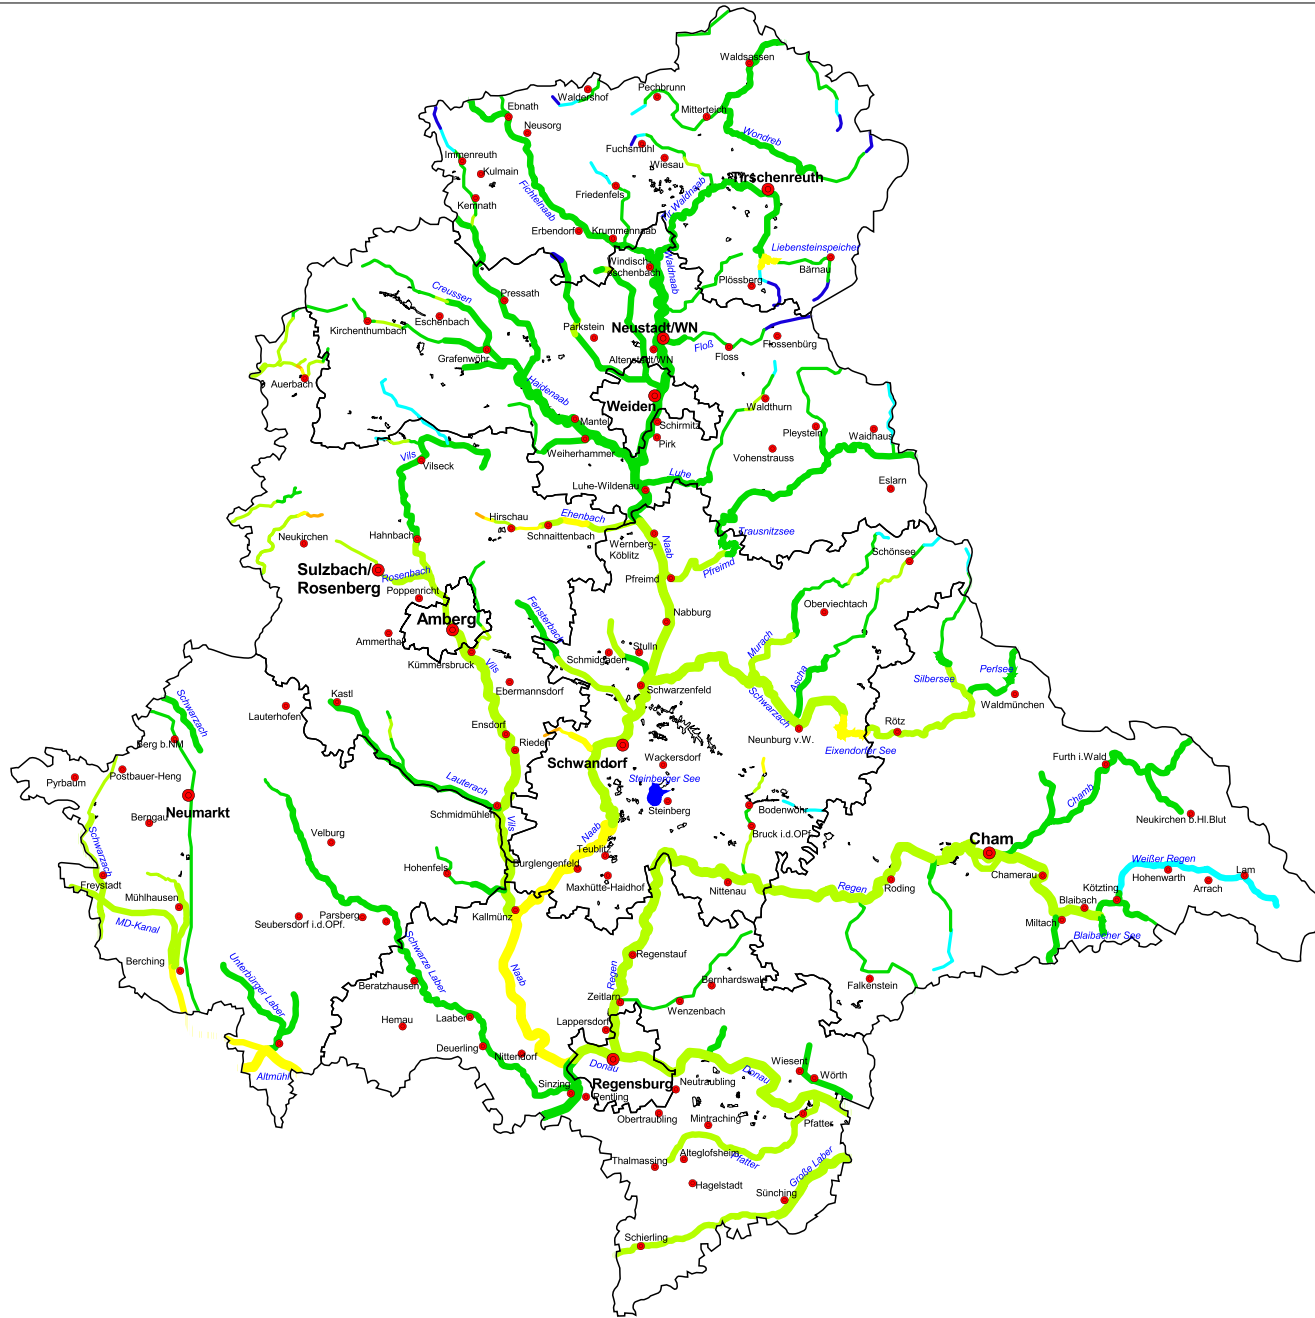 Waldsassen
Pechbrunn
Waldershof
Ebnath
Mitterteich
Neusorg
Wondreb
Fuchsmühl
Immenreuth
Wiesau
Kulmain
Tirschenreuth
Friedenfels
Fichtelnaab
Kemnath
Waldnaab
Erbendorf
Krummennaab
Liebensteinspeicher
Windisch-
eschenbach
Waldnaab
Bärnau
Plössberg
Creussen
Pressath
Eschenbach
Parkstein
Neustadt/WN
Kirchenthumbach
Floß
Floss
Flossenbürg
Grafenwöhr
Altenstadt/WN
Auerbach
Haidenaab
Weiden
Waldthurn
Mantel
Schirmitz
Pleystein
Waidhaus
Pirk
Weiherhammer
Vohenstrauss
Vils
Vilseck
Luhe
Luhe-Wildenau
Eslarn
Hirschau
Ehenbach
Schnaittenbach
Trausnitzsee
Neukirchen
Hahnbach
Wernberg-
Köblitz
Naab
Schönsee
Sulzbach/
Rosenberg
Rosenbach
Pfreimd
Pfreimd
Poppenricht
Fensterbach
Oberviechtach
Nabburg
Amberg
Ammerthal
Murach
Stulln
Kümmersbruck
Vils
Schmidgaden
Perlsee
Silbersee
Ascha
Ebermannsdorf
Schwarzenfeld
Kastl
Schwarzach
Waldmünchen
Schwarzach
Lauterhofen
Ensdorf
Rötz
Berg b.NM
Rieden
Neunburg v.W.
Eixendorfer See
Schwandorf
Wackersdorf
Furth i.Wald
Postbauer-Heng
Pyrbaum
Steinberger See
Lauterach
Chamb
Neumarkt
Schmidmühlen
Steinberg
Bodenwöhr
Berngau
Vils
Neukirchen b.Hl.Blut
Velburg
Naab
Bruck i.d.OPf.
Cham
Schwarzach
Teublitz
Hohenfels
Burglengenfeld
Weißer Regen
Freystadt
Maxhütte-Haidhof
Nittenau
Regen
Roding
Chamerau
Hohenwarth
Lam
Arrach
Kötzting
Mühlhausen
Blaibach
Kallmünz
Parsberg
Seubersdorf i.d.OPf.
MD-Kanal
Miltach
Blaibacher See
Schwarze Laber
Regenstauf
Berching
Unterbürger Laber
Naab
Regen
Beratzhausen
Bernhardswald
Falkenstein
Zeitlarn
Wenzenbach
Hemau
Laaber
Lappersdorf
Deuerling
Nittendorf
Donau
Wiesent
Altmühl
Donau
Wörth
Sinzing
Regensburg
Neutraubling
Pentling
Obertraubling
Mintraching
Pfatter
Alteglofsheim
Thalmassing
Pfatter
Große Laber
Hagelstadt
Sünching
Schierling